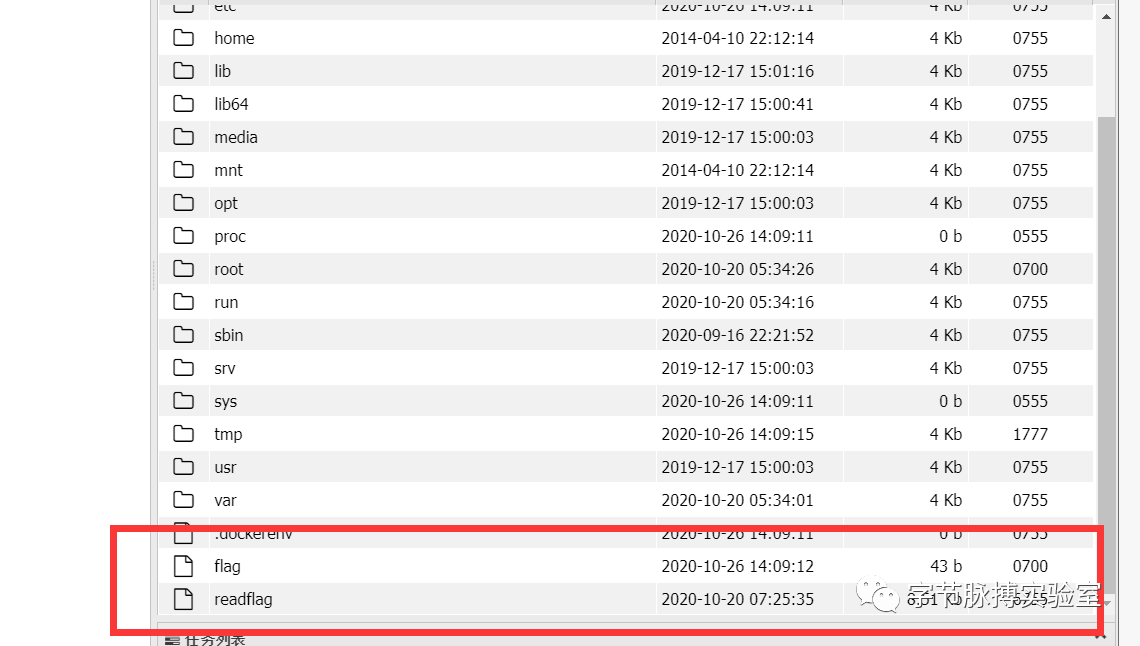 etc 2020-10-26 14:09:11 4 Kb 0755
home 2014-04-10 22:12:14 4 Kb 0755
lib 2019-12-17 15:01:16 4 Kb 0755
lib64 2019-12-17 15:00:41 4 Kb 0755
media 2019-12-17 15:00:03 4 Kb 0755
mnt 2014-04-10 22:12:14 4 Kb 0755
opt 2019-12-17 15:00:03 4 Kb 0755
proc 2020-10-26 14:09:11 0 b 0555
root 2020-10-20 05:34:26 4 Kb 0700
run 2020-10-20 05:34:16 4 Kb 0755
sbin 2020-09-16 22:21:52 4 Kb 0755
srv 2019-12-17 15:00:03 4 Kb 0755
sys 2020-10-26 14:09:11 0 b 0555
tmp 2020-10-26 14:09:15 4 Kb 1777
usr 2019-12-17 15:00:03 4 Kb 0755
var 2020-10-20 05:34:01 4 Kb 0755
.dockerenv 2020-10-26 14:09:11 0 b 0755
flag 2020-10-26 14:09:12 43 b 0700
readflag 2020-10-20 07:25:35
字节脉搏实验室
任务列表